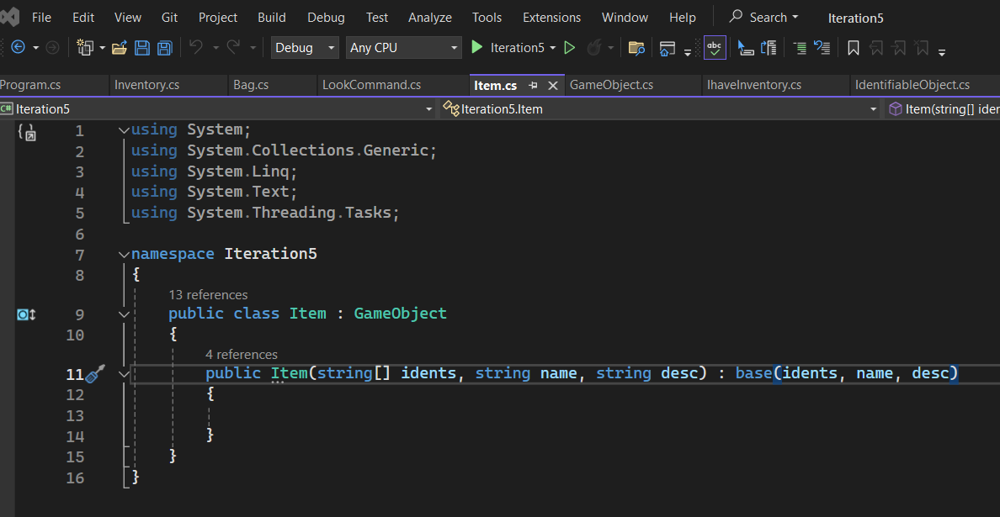 File Edit View Git Project Build Debug Test Analyze Tools Extensions Window Help Search Iteration5
Debug Any CPU Iteration5 abc
Program.cs Inventory.cs Bag.cs LookCommand.cs Item.cs GameObject.cs IhaveInventory.cs IdentifiableObject.cs
C# Iteration5 Iteration5.Item Item(string[] iden
1 using System;
2 using System.Collections.Generic;
3 using System.Linq;
4 using System.Text;
5 using System.Threading.Tasks;
6
7 namespace Iteration5
8 {
13 references
9 public class Item : GameObject
10 {
4 references
11 public Item(string[] idents, string name, string desc) : base(idents, name, desc)
12 {
13
14 }
15 }
16 }